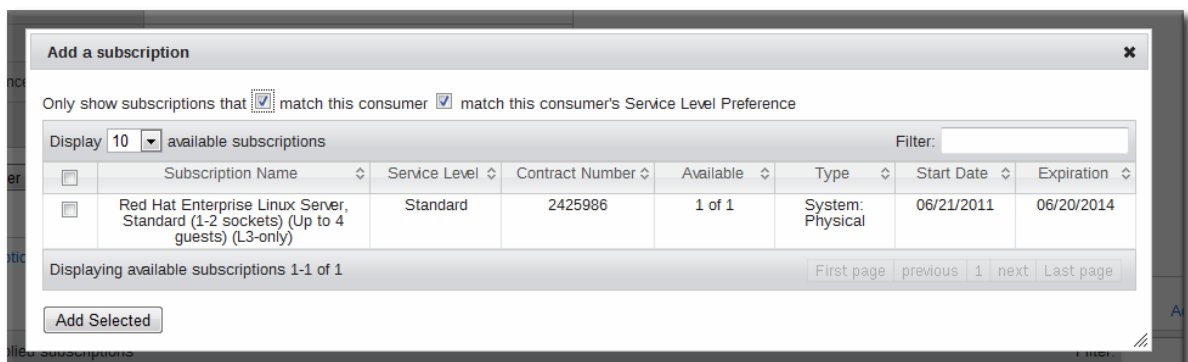 Add a subscription
Only show subscriptions that match this consumer match this consumer's Service Level Preference
Display 10 available subscriptions Filter:
Subscription Name Service Level Contract Number Available Type Start Date Expiration
Red Hat Enterprise Linux Server, Standard 2425986 1 of 1 System: 06/21/2011 06/20/2014
Standard (1-2 sockets) (Up to 4 Physical
guests) (L3-only)
Displaying available subscriptions 1-1 of 1 First page previous 1 next Last page
Add Selected